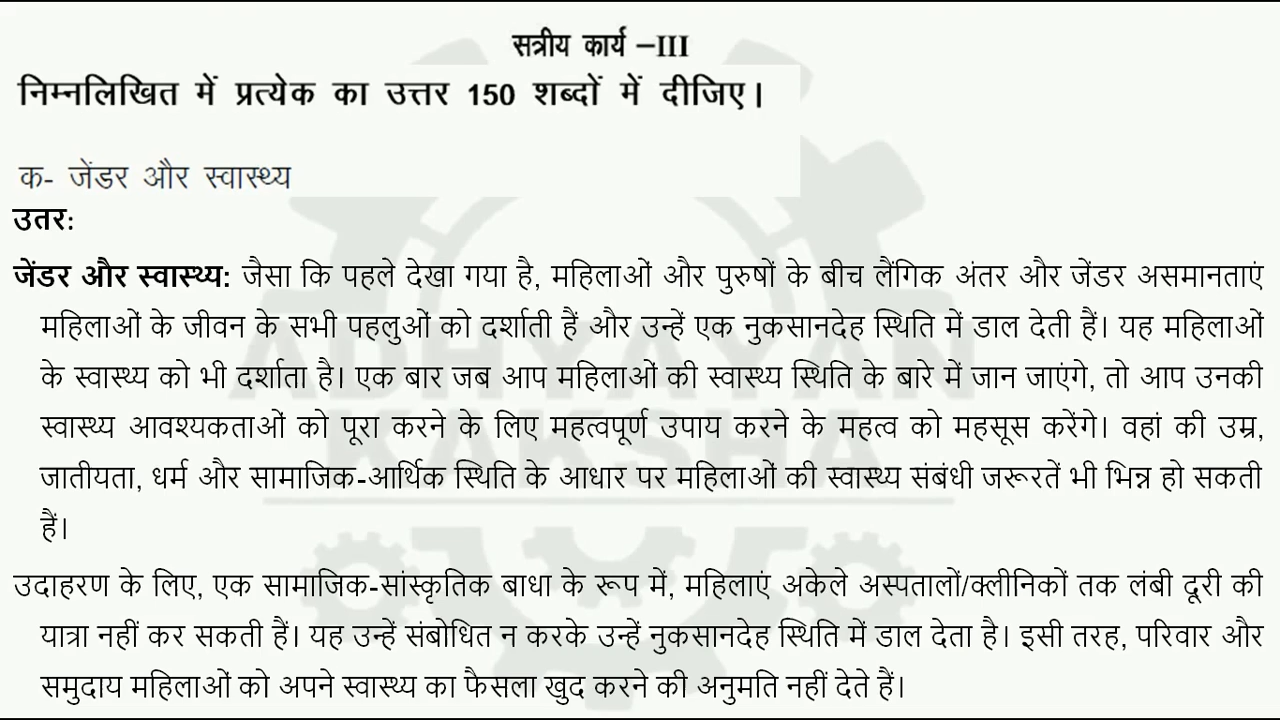 सत्रीय कार्य –III
निम्नलिखित में प्रत्येक का उत्तर 150 शब्दों में दीजिए।
क- जेंडर और स्वास्थ्य
उतर:
जेंडर और स्वास्थ्य: जैसा कि पहले देखा गया है, महिलाओं और पुरुषों के बीच लैंगिक अंतर और जेंडर असमानताएं
महिलाओं के जीवन के सभी पहलुओं को दर्शाती हैं और उन्हें एक नुकसानदेह स्थिति में डाल देती हैं। यह महिलाओं
के स्वास्थ्य को भी दर्शाता है। एक बार जब आप महिलाओं की स्वास्थ्य स्थिति के बारे में जान जाएंगे, तो आप उनकी
स्वास्थ्य आवश्यकताओं को पूरा करने के लिए महत्वपूर्ण उपाय करने के महत्व को महसूस करेंगे। वहां की उम्र,
जातीयता, धर्म और सामाजिक-आर्थिक स्थिति के आधार पर महिलाओं की स्वास्थ्य संबंधी जरूरतें भी भिन्न हो सकती
हैं।
उदाहरण के लिए, एक सामाजिक-सांस्कृतिक बाधा के रूप में, महिलाएं अकेले अस्पतालों/क्लीनिकों तक लंबी दूरी की
यात्रा नहीं कर सकती हैं। यह उन्हें संबोधित न करके उन्हें नुकसानदेह स्थिति में डाल देता है। इसी तरह, परिवार और
समुदाय महिलाओं को अपने स्वास्थ्य का फैसला खुद करने की अनुमति नहीं देते हैं।
ADHYAYAN
KAKSHA